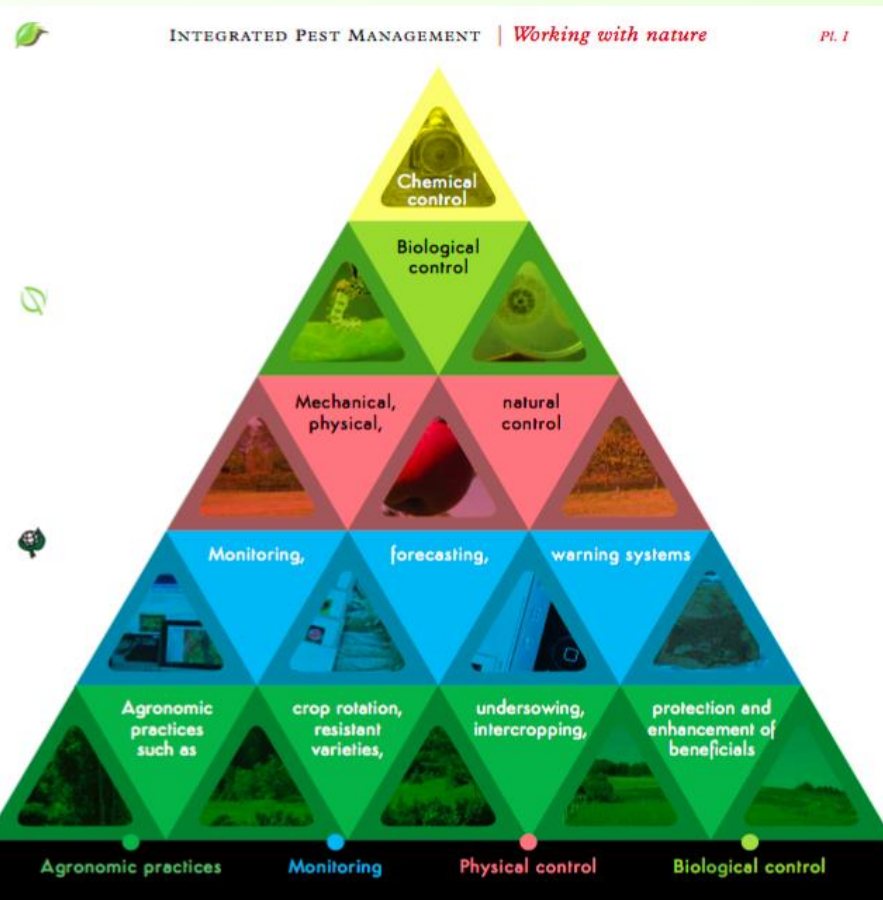 INTEGRATED PEST MANAGEMENT | Working with nature
Pl. I
Chemical
control
Biological
control
Mechanical,
physical,
natural
control
Monitoring,
forecasting,
warning systems
Agronomic
practices
such as
crop rotation,
resistant
varieties,
undersowing,
intercropping,
protection and
enhancement of
beneficials
Agronomic practices
Monitoring
Physical control
Biological control